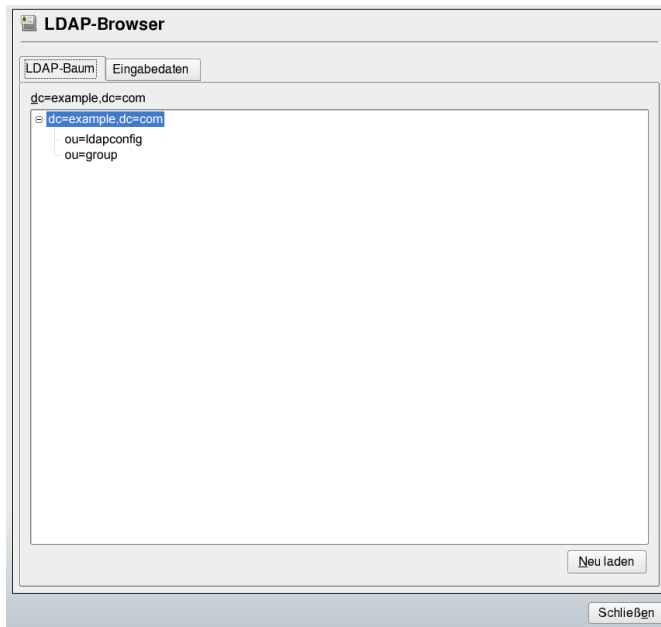 LDAP-Browser
LDAP-Baum Eingabedaten
dc=example,dc=com
dc=example,dc=com
ou=ldapconfig
ou=group
Neu laden
Schließen